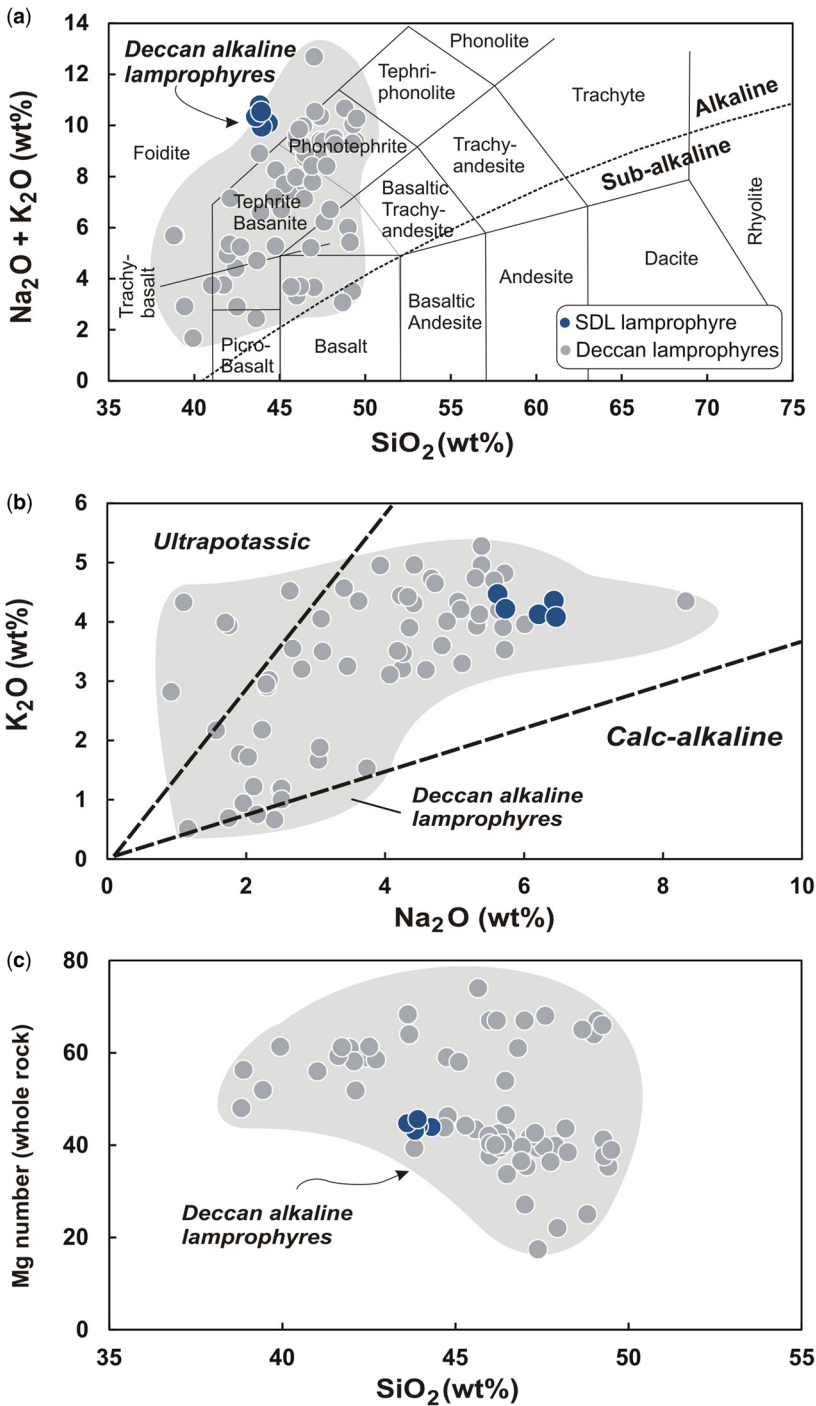 (a)
14
12
10
8
6
4
2
0
Na2O + K2O (wt%)
Deccan alkaline
lamprophyres
Foidite
Phonolite
Tephri-
phonolite
Trachyte
Alkaline
Sub-alkaline
Phonotephrite
Trachy-
andesite
Basaltic
Trachy-
andesite
Tephrite
Basanite
Rhyolite
Trachy-
basalt
Dacite
Andesite
Basaltic
Andesite
Picro-
Basalt
Basalt
SDL lamprophyre
Deccan lamprophyres
35 40 45 50 55 60 65 70 75
SiO2 (wt%)
(b)
6
5
4
3
2
1
0
K2O (wt%)
Ultrapotassic
Calc-alkaline
Deccan alkaline
lamprophyres
0 2 4 6 8 10
Na2O (wt%)
(c)
80
60
40
20
0
Mg number (whole rock)
Deccan alkaline
lamprophyres
35 40 45 50 55
SiO2 (wt%)